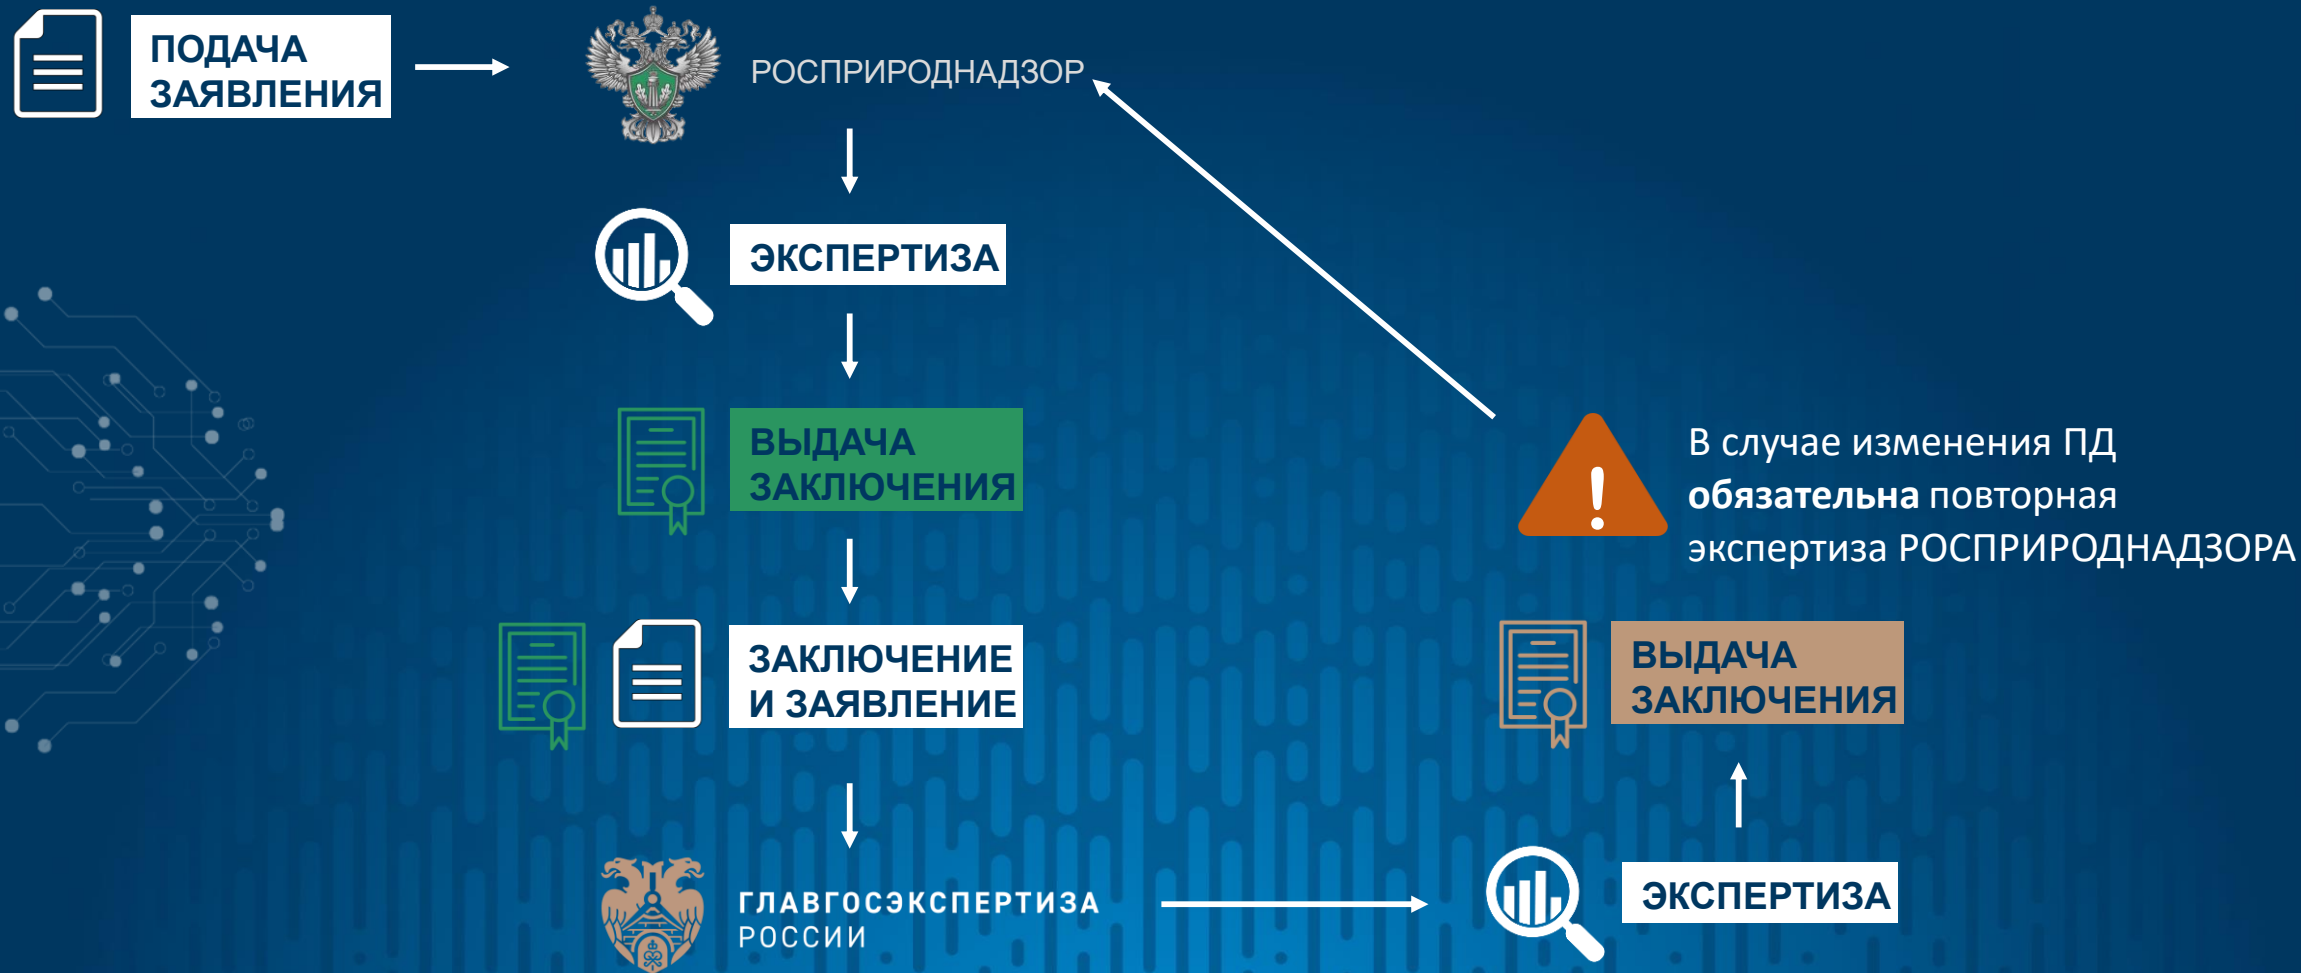 ПОДАЧА
ЗАЯВЛЕНИЯ
РОСПРИРОДНАДЗОР
ЭКСПЕРТИЗА
ВЫДАЧА
ЗАКЛЮЧЕНИЯ
ЗАКЛЮЧЕНИЕ
И ЗАЯВЛЕНИЕ
ГЛАВГОСЭКСПЕРТИЗА
РОССИИ
ЭКСПЕРТИЗА
ВЫДАЧА
ЗАКЛЮЧЕНИЯ
!
В случае изменения ПД
обязательна повторная
экспертиза РОСПРИРОДНАДЗОРА